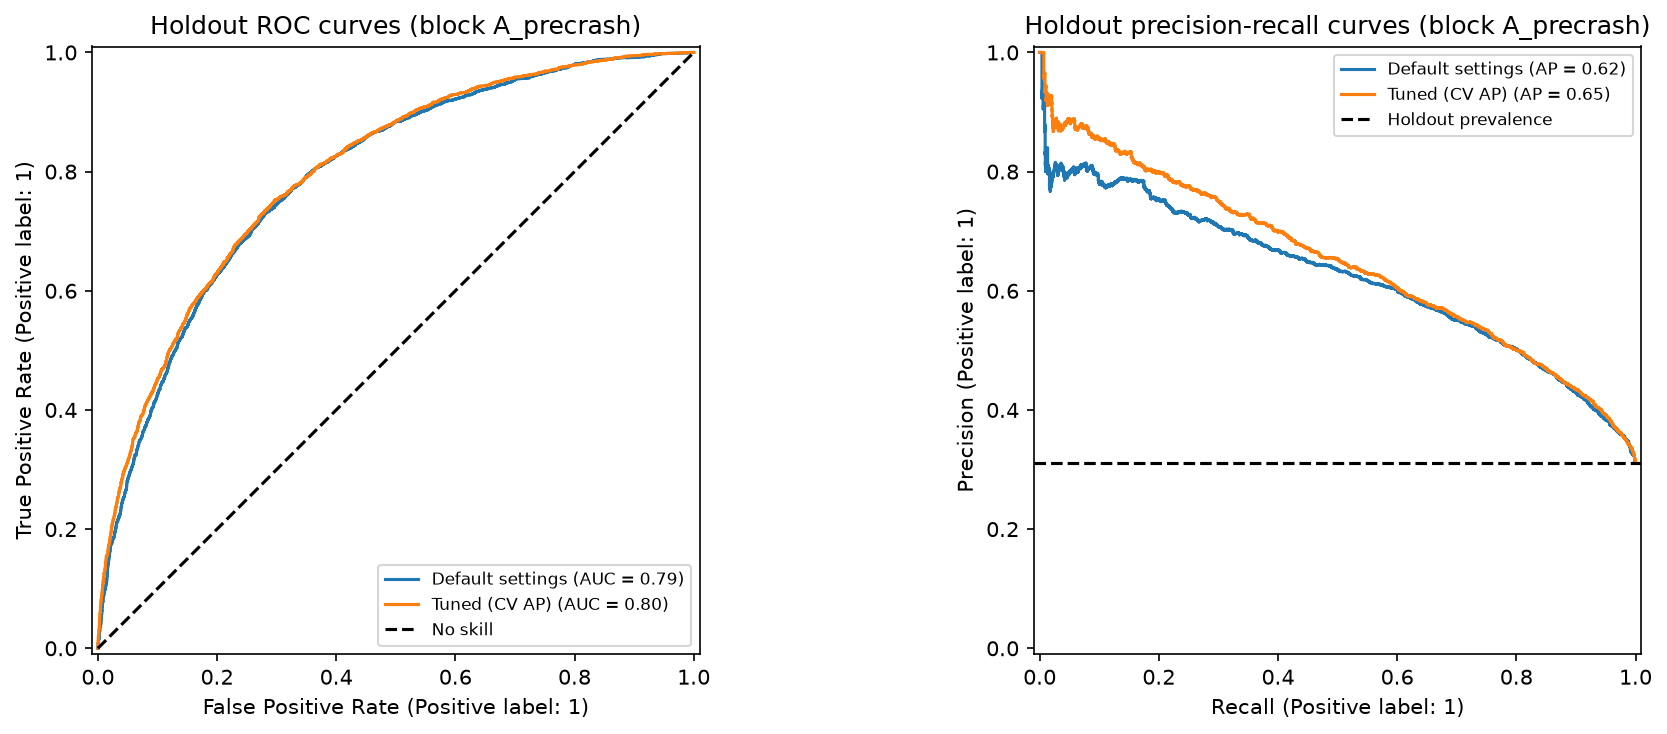 Holdout ROC curves (block A_precrash)
True Positive Rate (Positive label: 1)
1.0
0.8
0.6
0.4
0.2
0.0
Default settings (AUC = 0.79)
Tuned (CV AP) (AUC = 0.80)
No skill
0.0 0.2 0.4 0.6 0.8 1.0
False Positive Rate (Positive label: 1)
Holdout precision-recall curves (block A_precrash)
Precision (Positive label: 1)
1.0
0.8
0.6
0.4
0.2
0.0
Default settings (AP = 0.62)
Tuned (CV AP) (AP = 0.65)
Holdout prevalence
0.0 0.2 0.4 0.6 0.8 1.0
Recall (Positive label: 1)